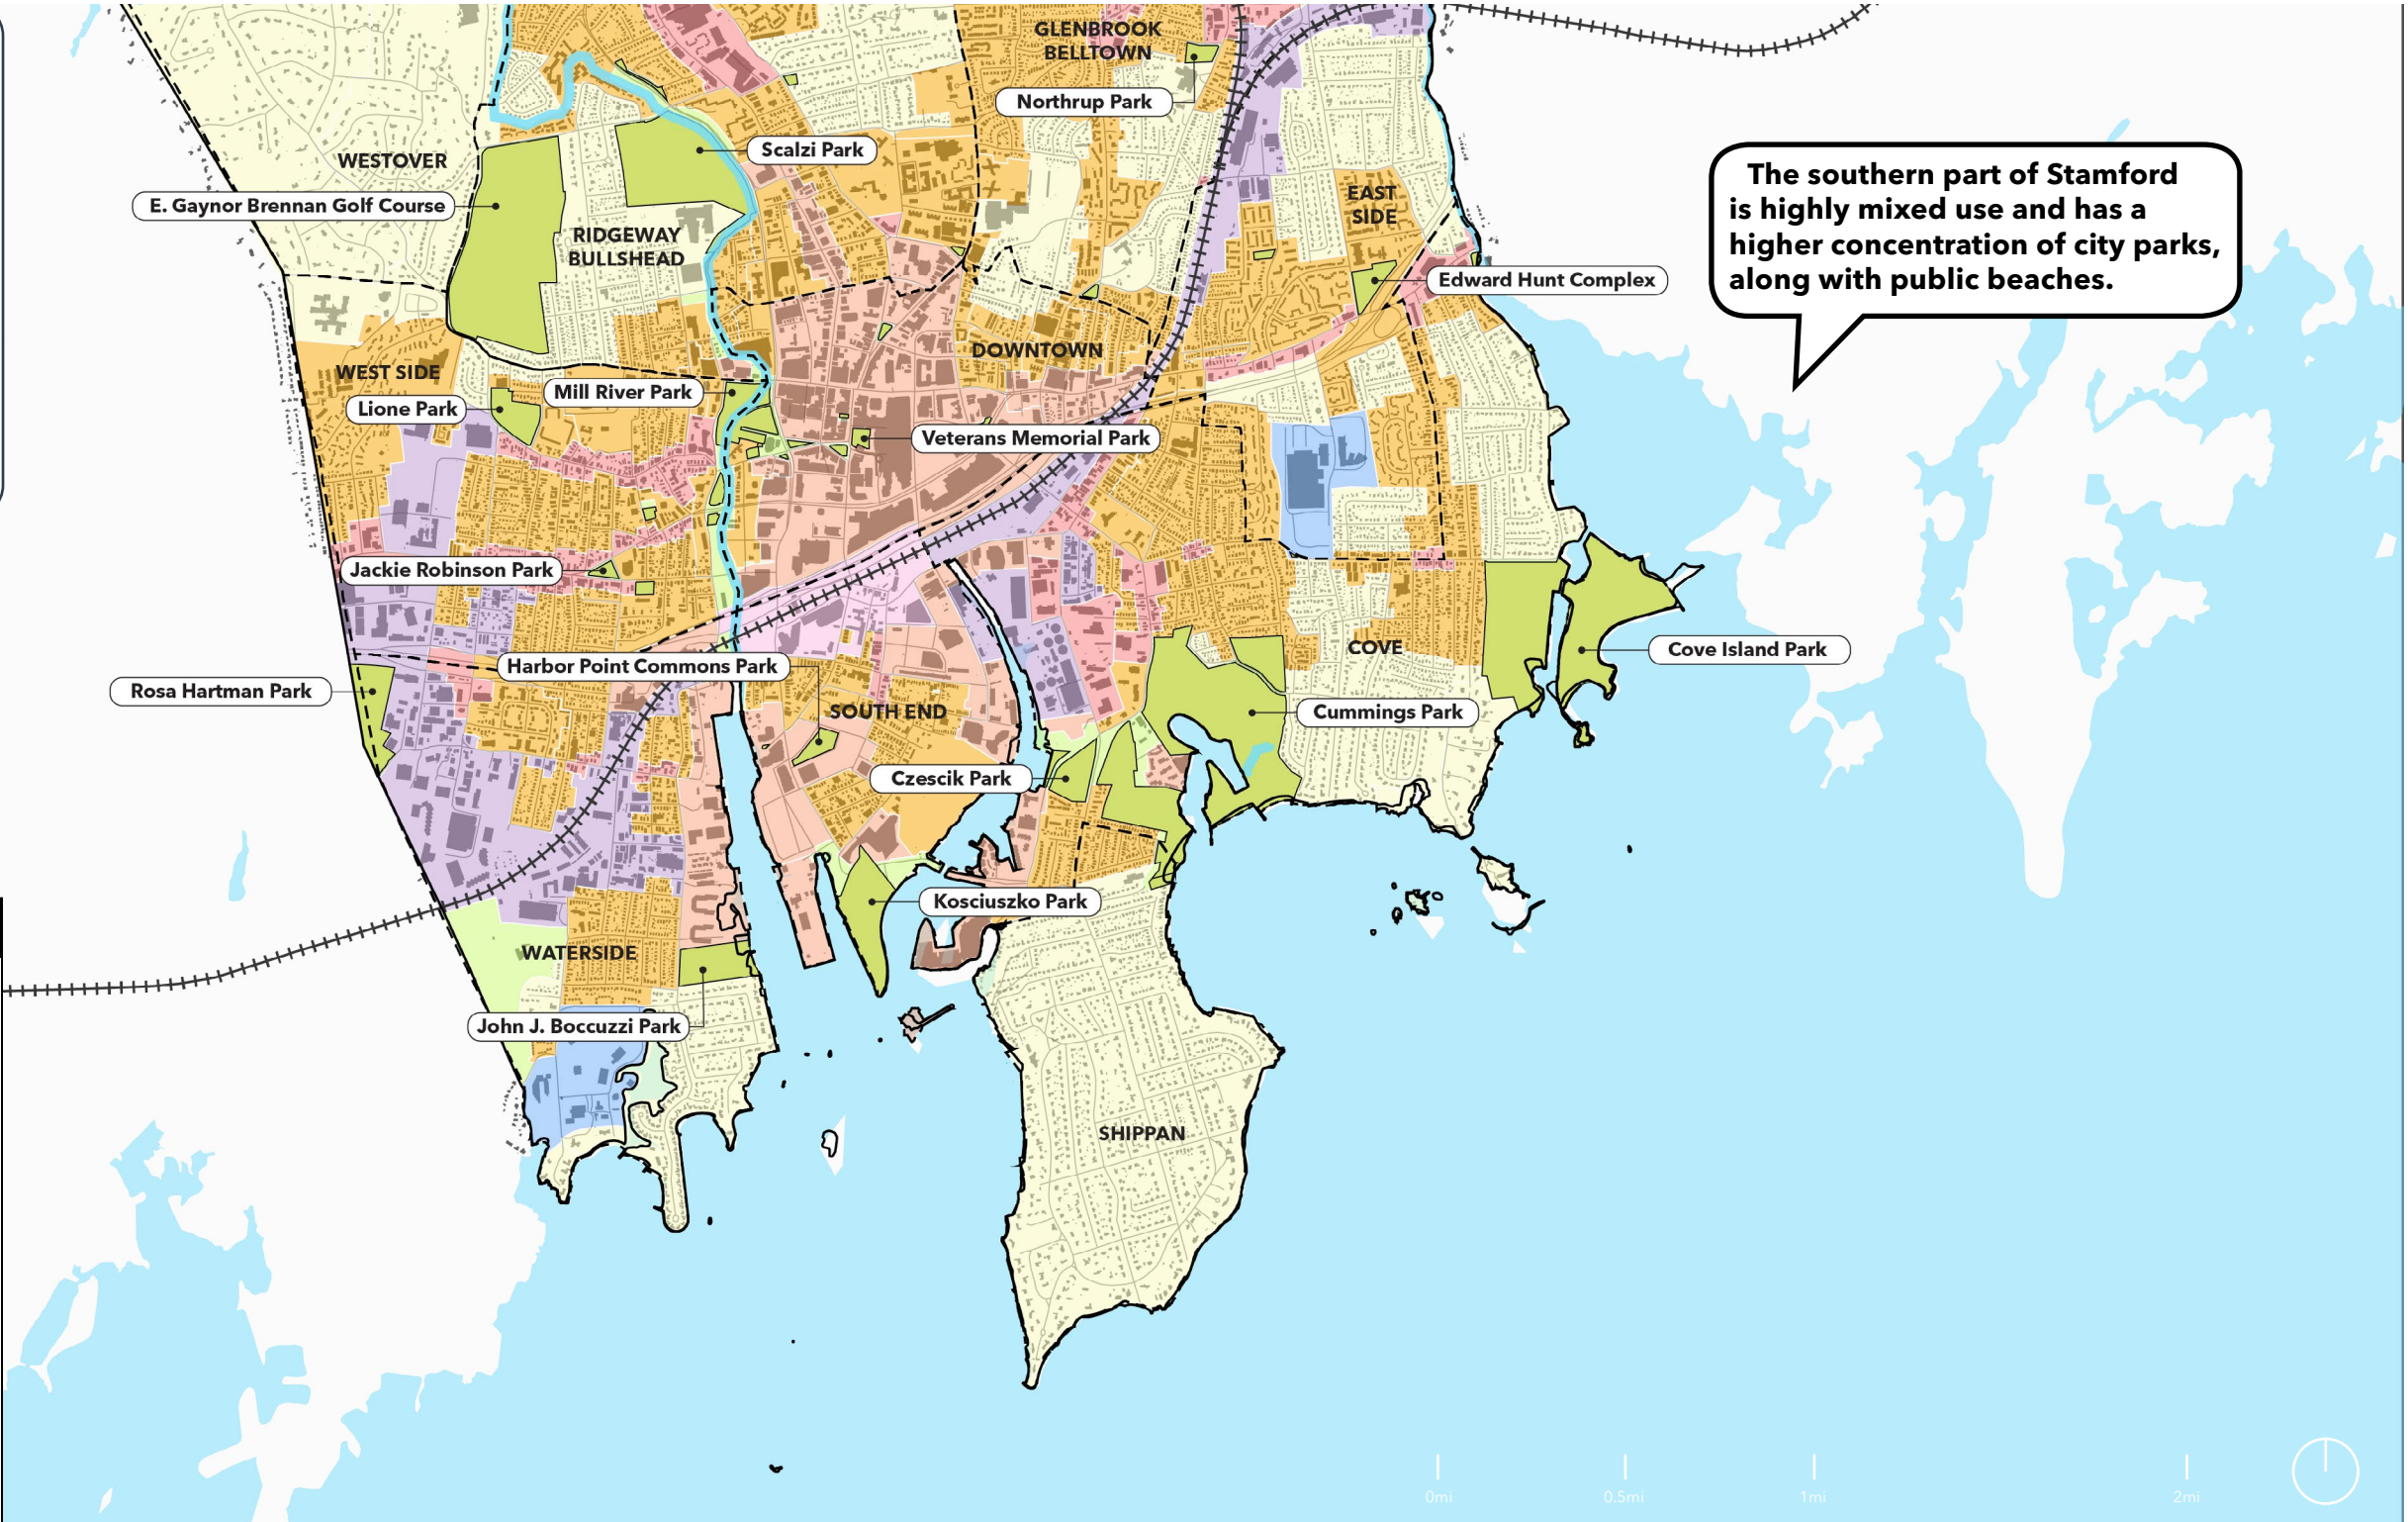 GLENBROOK
BELLTOWN
Northrup Park
Scalzi Park
WESTOVER
E. Gaynor Brennan Golf Course
RIDGEWAY
BULLSHEAD
EAST
SIDE
The southern part of Stamford
is highly mixed use and has a
higher concentration of city parks,
along with public beaches.
Edward Hunt Complex
DOWNTOWN
WEST SIDE
Mill River Park
Lione Park
Veterans Memorial Park
Jackie Robinson Park
COVE
Cove Island Park
Harbor Point Commons Park
Rosa Hartman Park
SOUTH END
Cummings Park
Czescik Park
Kosciuszko Park
WATERSIDE
John J. Boccuzzi Park
SHIPPAN
0mi
0.5mi
1mi
2mi